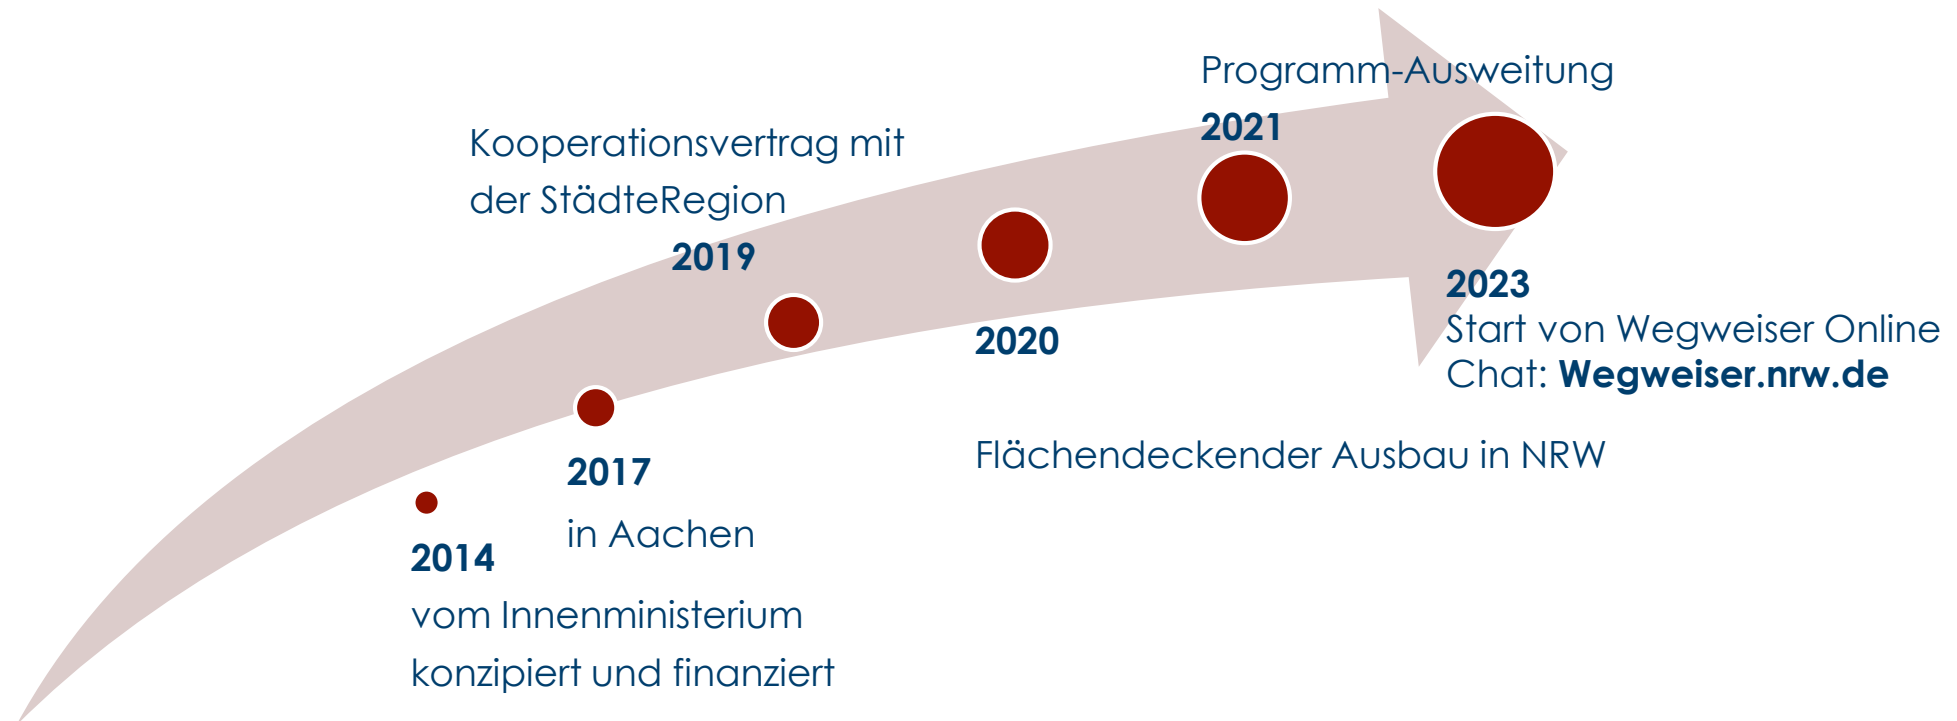 2014
vom Innenministerium
konzipiert und finanziert
2017
in Aachen
Kooperationsvertrag mit
der StädteRegion
2019
2020
Flächendeckender Ausbau in NRW
Programm-Ausweitung
2021
2023
Start von Wegweiser Online
Chat: Wegweiser.nrw.de